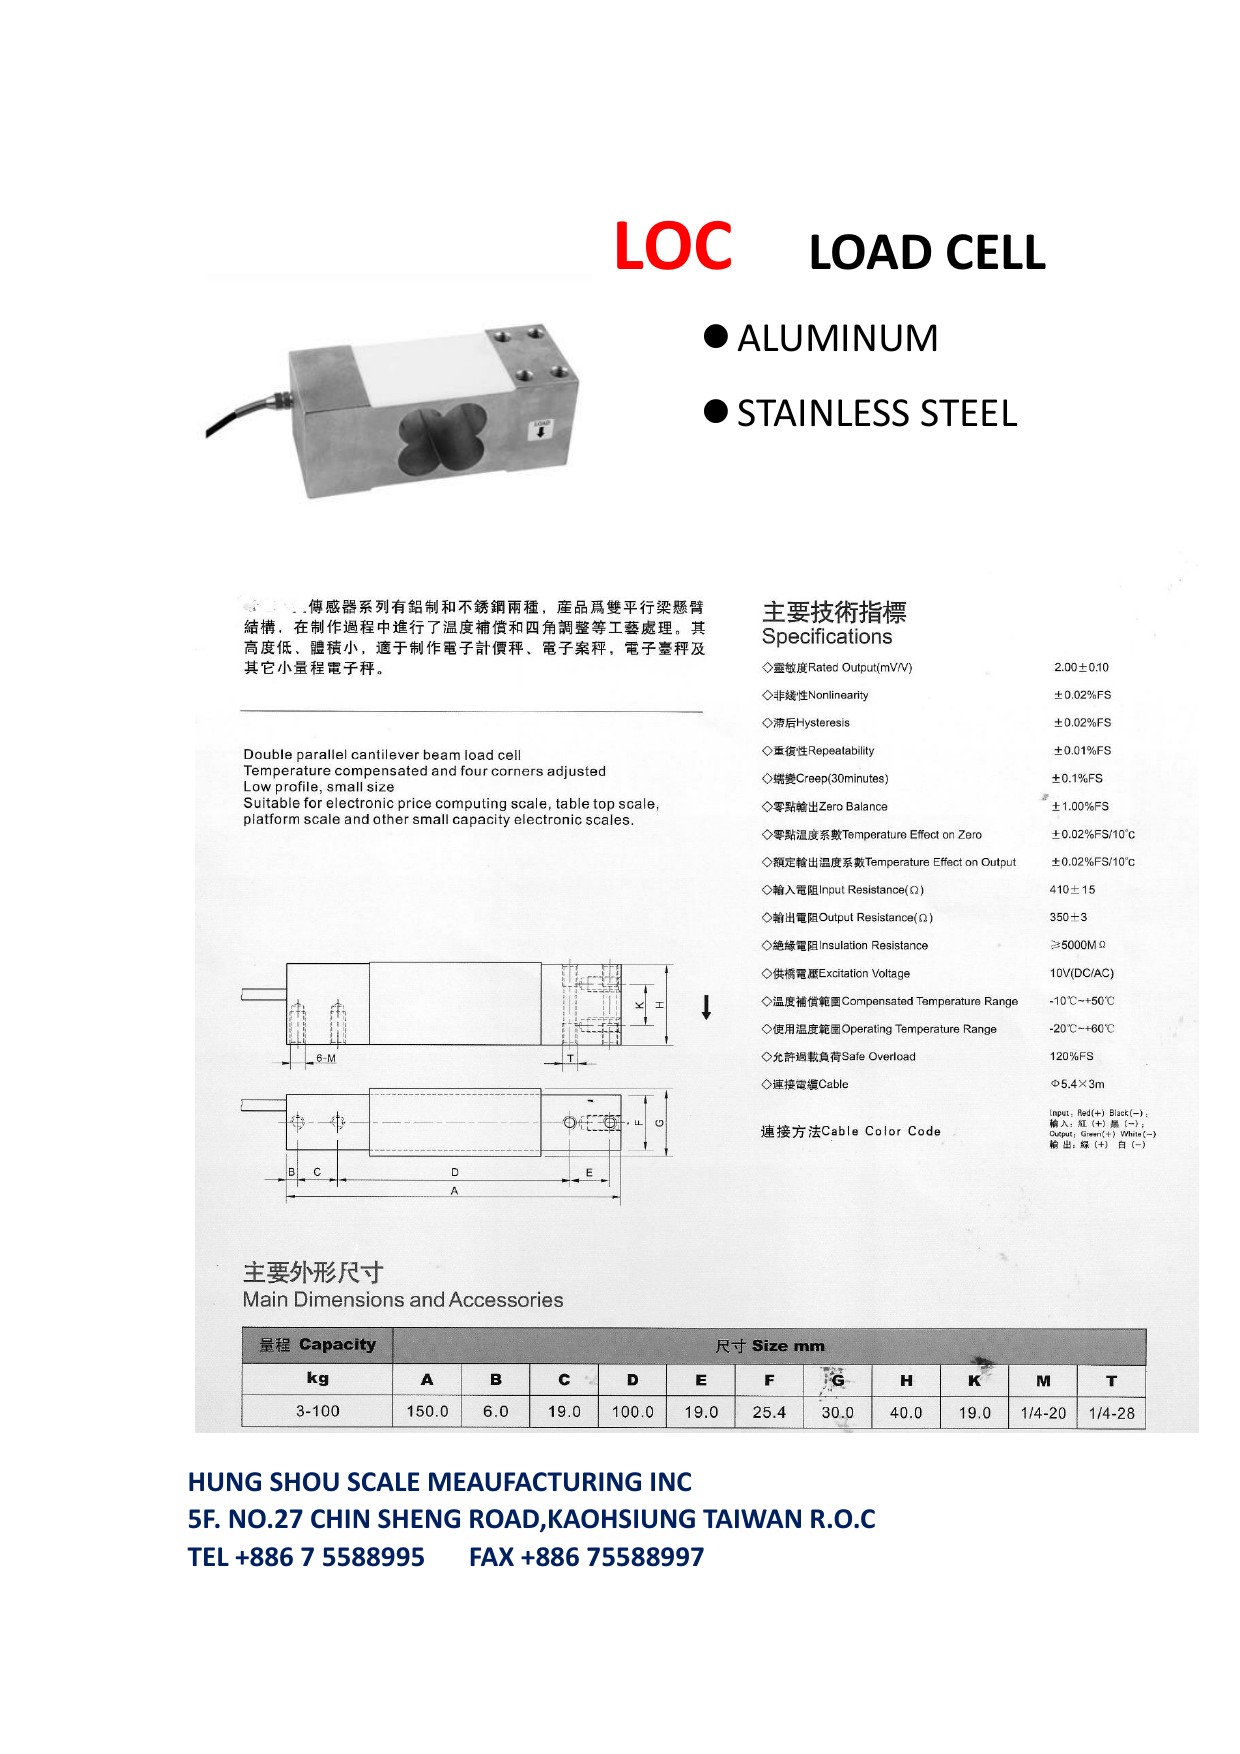 LOC LOAD CELL
● ALUMINUM
● STAINLESS STEEL
LOAD
傳感器系列有鋁制和不銹鋼兩種，産品爲雙平行梁懸臂
結構，在制作過程中進行了温度補償和四角調整等工藝處理。其
高度低、體積小，適于制作電子計價秤、電子案秤，電子臺秤及
其它小量程電子秤。
Double parallel cantilever beam load cell
Temperature compensated and four corners adjusted
Low profile, small size
Suitable for electronic price computing scale, table top scale,
platform scale and other small capacity electronic scales.
主要技術指標
Specifications
◇靈敏度Rated Output(mV/V) 2.00±0.10
◇非綫性Nonlinearity ±0.02%FS
◇滯后Hysteresis ±0.02%FS
◇重復性Repeatability ±0.01%FS
◇蠕變Creep(30minutes) ±0.1%FS
◇零點輸出Zero Balance ±1.00%FS
◇零點溫度系數Temperature Effect on Zero ±0.02%FS/10°C
◇額定輸出溫度系數Temperature Effect on Output ±0.02%FS/10°C
◇輸入電阻Input Resistance(Ω) 410±15
◇輸出電阻Output Resistance(Ω) 350±3
◇絶緣電阻Insulation Resistance ≥5000MΩ
◇供橋電壓Excitation Voltage 10V(DC/AC)
◇温度補償範圍Compensated Temperature Range -10℃~+50℃
◇使用溫度範圍Operating Temperature Range -20℃~+60℃
◇允許過載負荷Safe Overload 120%FS
◇連接電纜Cable Φ5.4×3m
連接方法Cable Color Code
Input: Red(+) Black(-);
輸入: 紅 (+) 黑 (-);
Output: Green(+) White(-)
輸 出: 緑 (+) 白 (-)
6-M T K H
B C D E F G
A
主要外形尺寸
Main Dimensions and Accessories
量程 Capacity 尺寸 Size mm
kg A B C D E F G H K M T
3-100 150.0 6.0 19.0 100.0 19.0 25.4 30.0 40.0 19.0 1/4-20 1/4-28
HUNG SHOU SCALE MEAUFACTURING INC
5F. NO.27 CHIN SHENG ROAD,KAOHSIUNG TAIWAN R.O.C
TEL +886 7 5588995 FAX +886 75588997